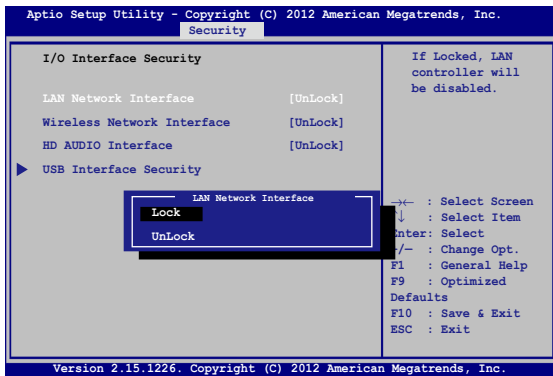 Aptio Setup Utility - Copyright (C) 2012 American Megatrends, Inc.
Security
I/O Interface Security
LAN Network Interface [UnLock]
Wireless Network Interface [UnLock]
HD AUDIO Interface [UnLock]
USB Interface Security
LAN Network Interface
Lock
UnLock
If Locked, LAN
controller will
be disabled.
→← : Select Screen
↑↓ : Select Item
Enter: Select
+/— : Change Opt.
F1 : General Help
F9 : Optimized
Defaults
F10 : Save & Exit
ESC : Exit
Version 2.15.1226. Copyright (C) 2012 American Megatrends, Inc.